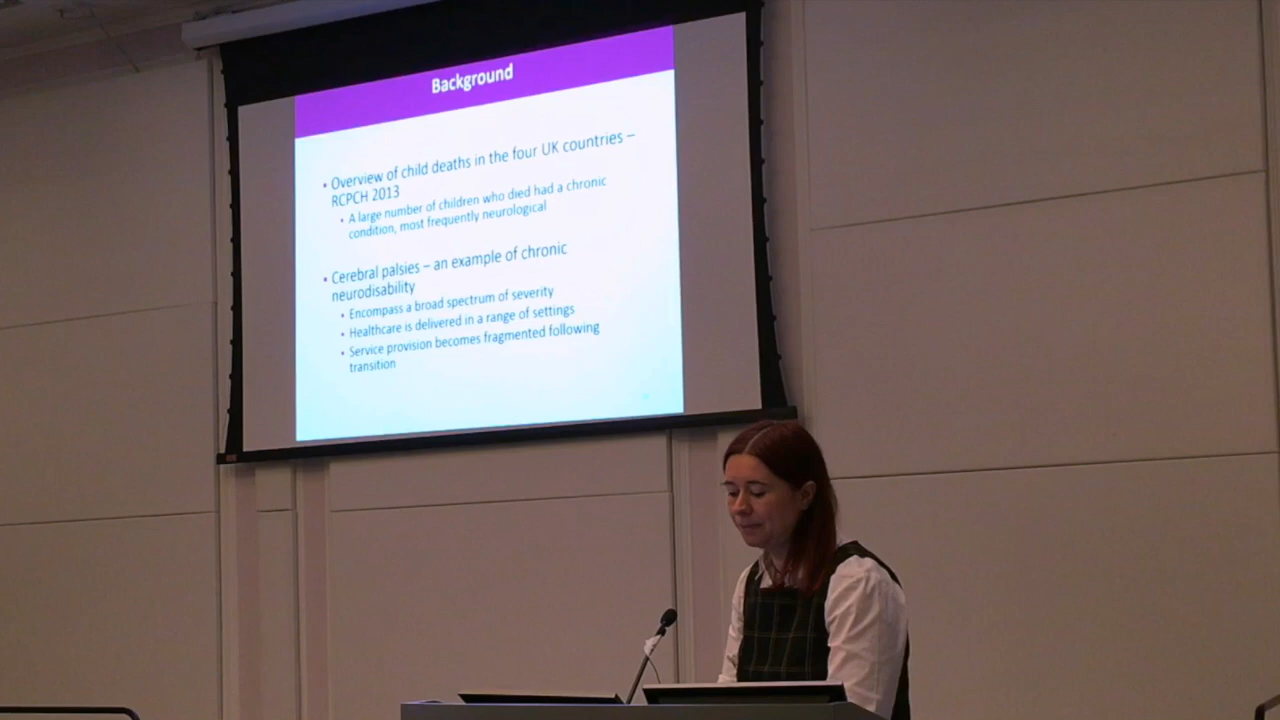 Background
• Overview of child deaths in the four UK countries –
RCPCH 2013
• A large number of children who died had a chronic
condition, most frequently neurological
• Cerebral palsies – an example of chronic
neurodisability
• Encompass a broad spectrum of severity
• Healthcare is delivered in a range of settings
• Service provision becomes fragmented following
transition